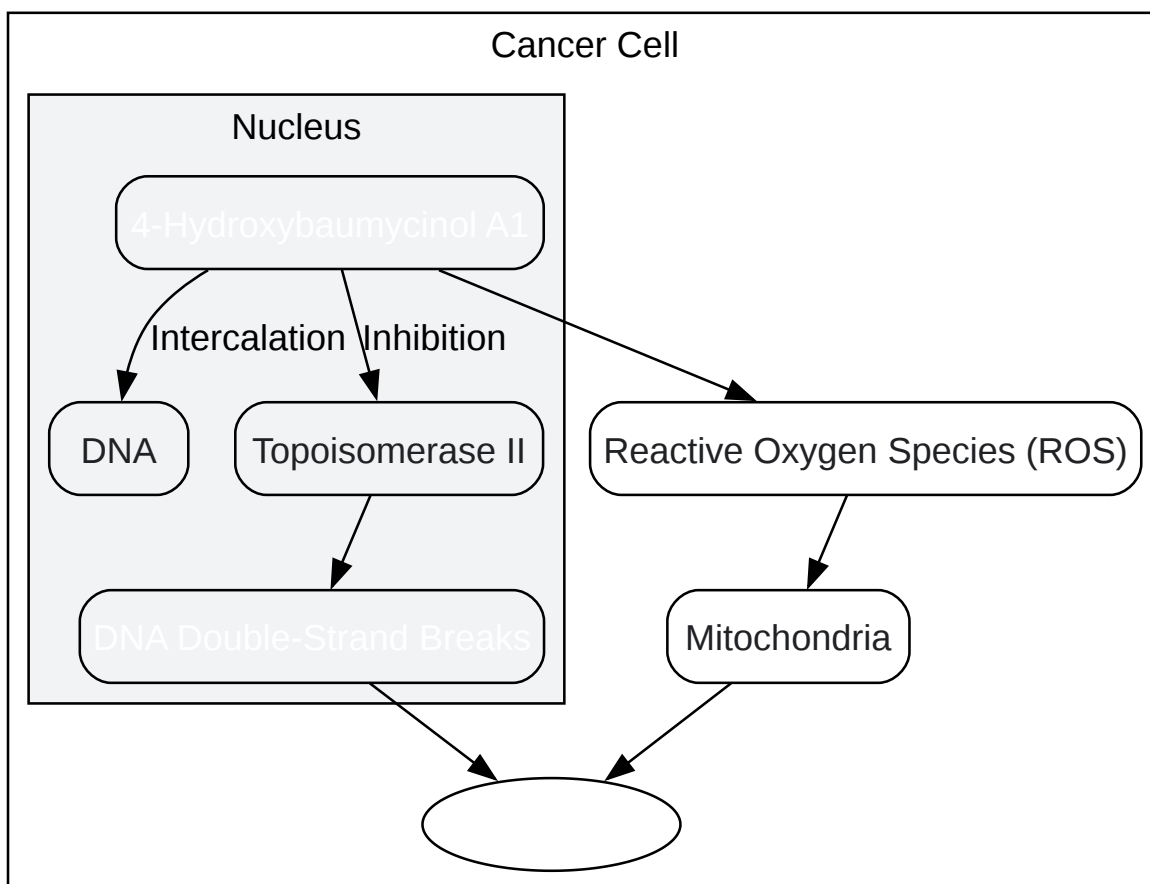 Cancer Cell
Nucleus
4-Hydroxybaumycinol A1
Intercalation
Inhibition
DNA
Topoisomerase II
Reactive Oxygen Species (ROS)
DNA Double-Strand Breaks
Mitochondria